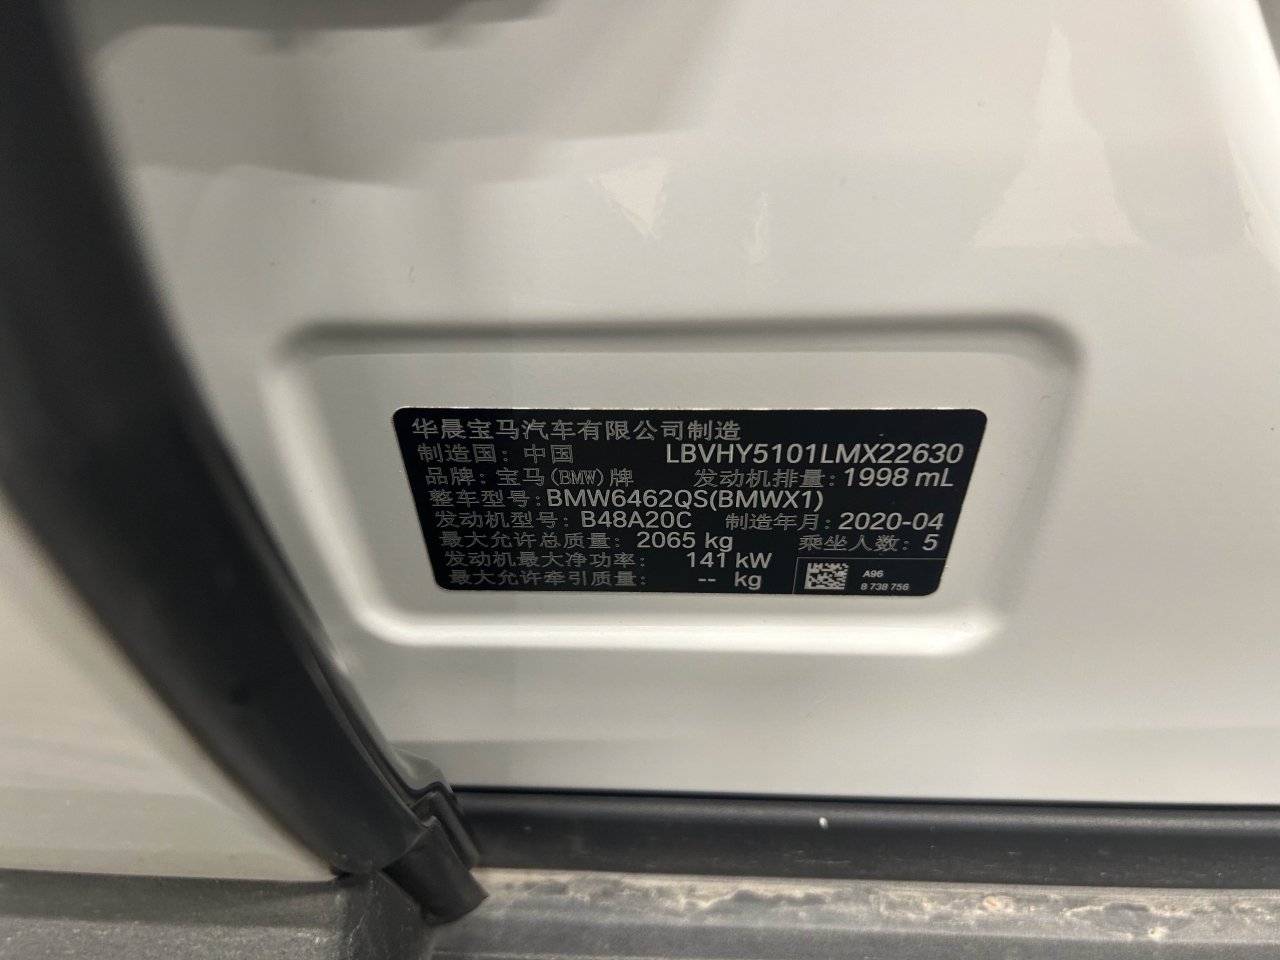 华晨宝马汽车有限公司制造
制造国：中国 LBVHY5101LMX22630
品牌：宝马(BMW)牌 发动机排量：1998 mL
整车型号：BMW6462QS(BMWX1)
发动机型号：B48A20C 制造年月：2020-04
最大允许总质量：2065 kg 乘坐人数：5
发动机最大净功率：141 kW
最大允许牵引质量：-- kg
A96
8 738 756